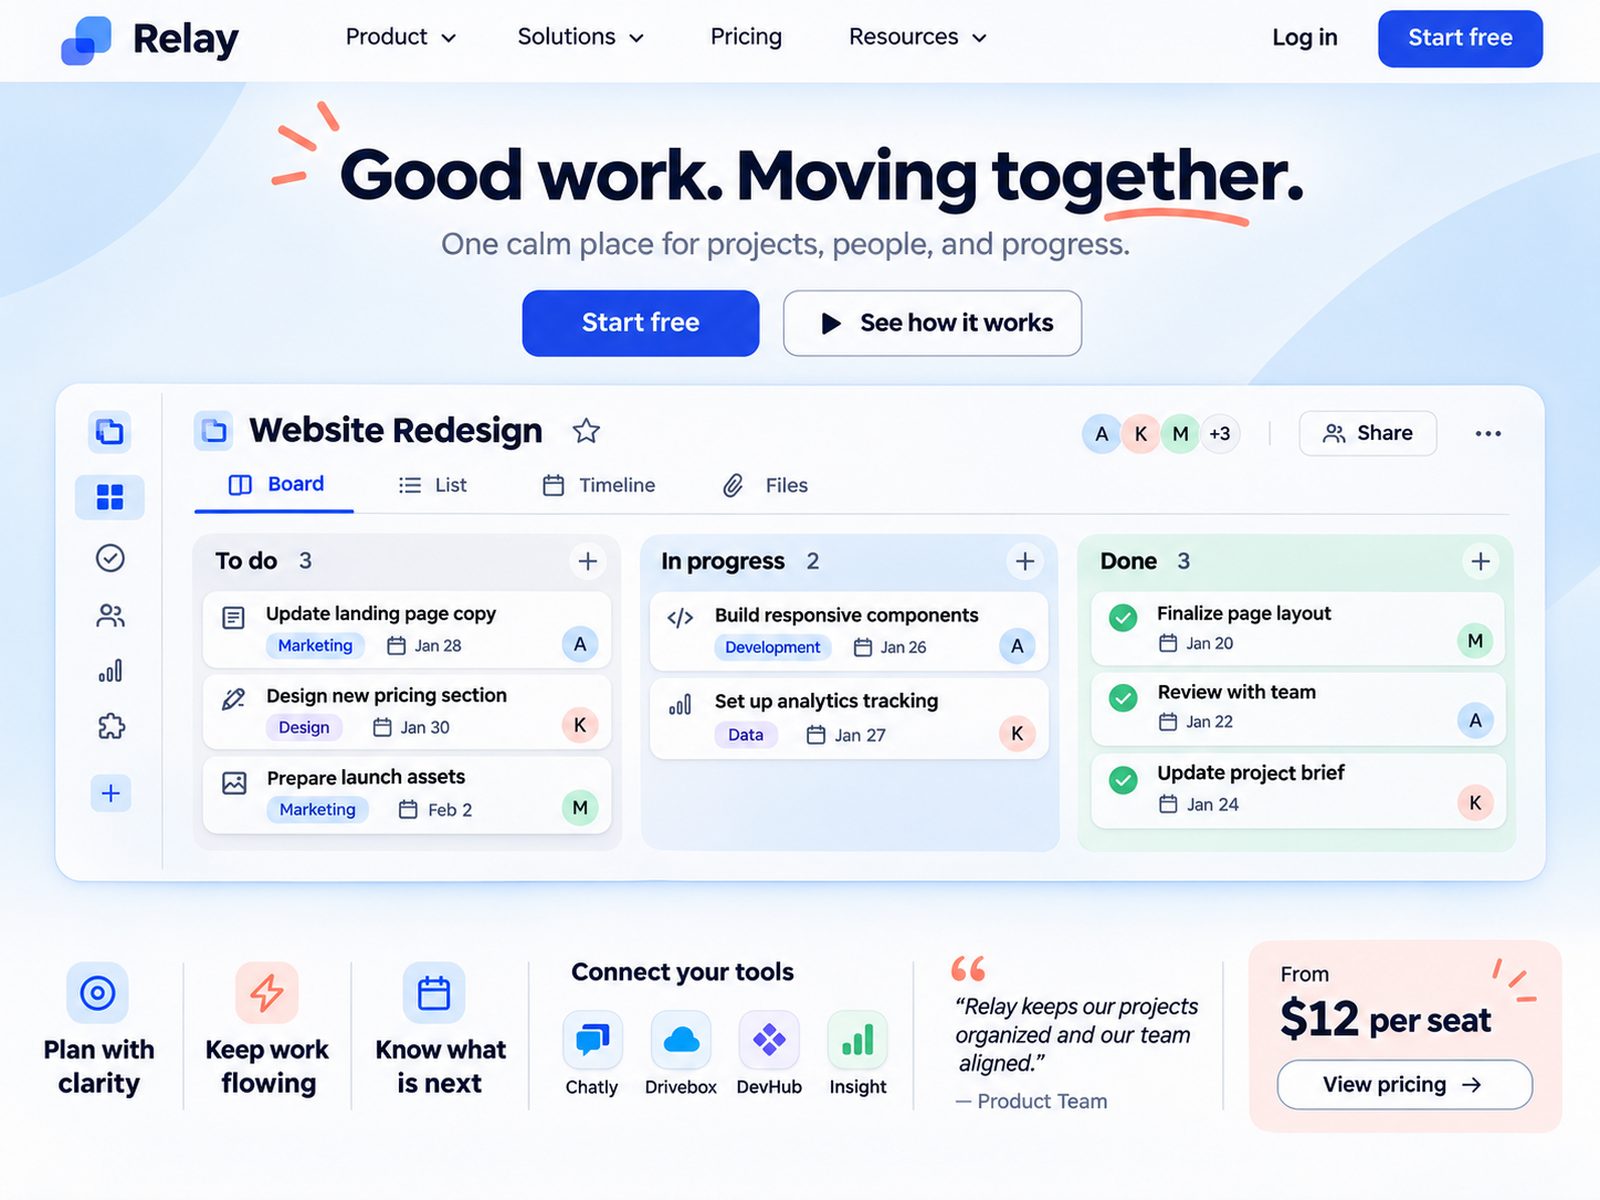 Relay
Product
Solutions
Pricing
Resources
Log in
Start free
Good work. Moving together.
One calm place for projects, people, and progress.
Start free
See how it works
Website Redesign
A
K
M
+3
Share
Board
List
Timeline
Files
To do 3
Update landing page copy
Marketing
Jan 28
A
Design new pricing section
Design
Jan 30
K
Prepare launch assets
Marketing
Feb 2
M
In progress 2
Build responsive components
Development
Jan 26
A
Set up analytics tracking
Data
Jan 27
K
Done 3
Finalize page layout
Jan 20
M
Review with team
Jan 22
A
Update project brief
Jan 24
K
Plan with
clarity
Keep work
flowing
Know what
is next
Connect your tools
Chatly
Drivebox
DevHub
Insight
“Relay keeps our projects
organized and our team
aligned.”
— Product Team
From
$12 per seat
View pricing →